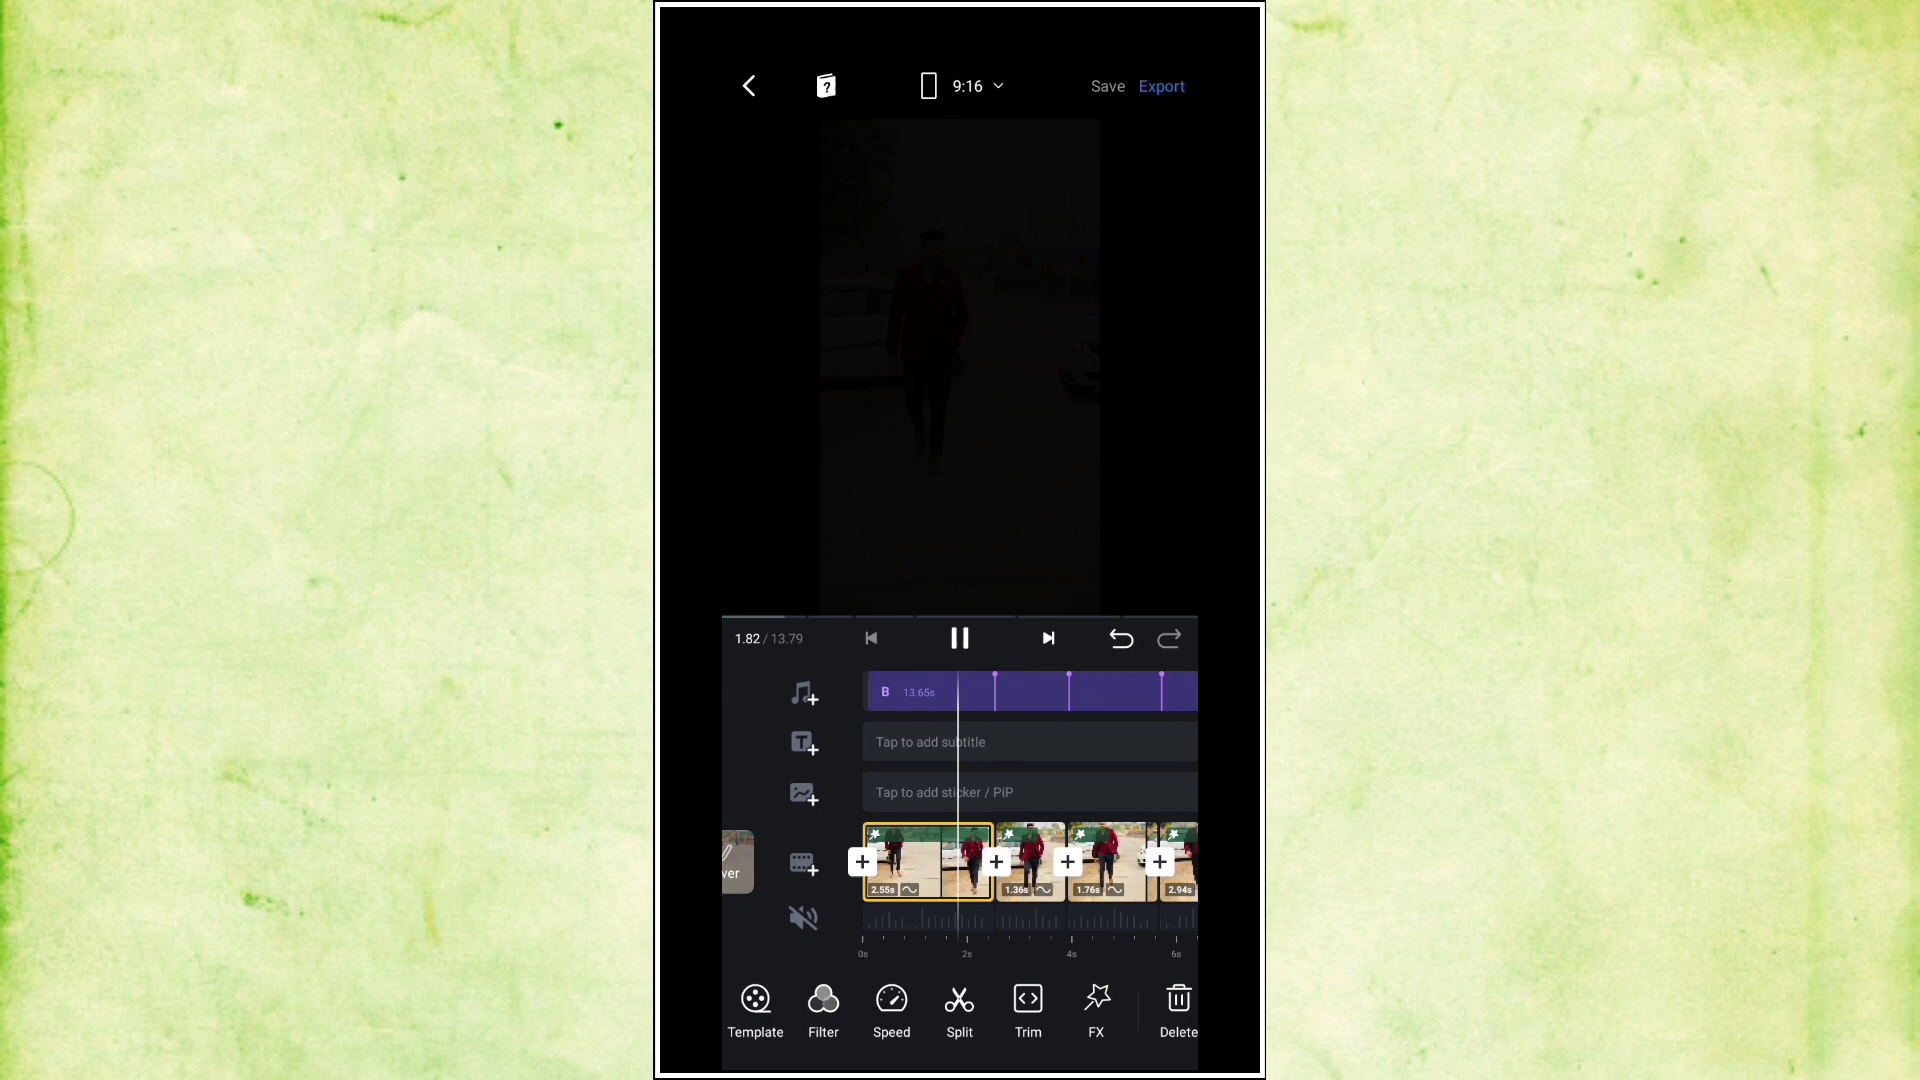 9:16
Save Export
1.82 / 13.79
B 13.65s
Tap to add subtitle
Tap to add sticker / PiP
ver
2.55s 1.36s 1.76s 2.94s
0s 2s 4s 6s
Template Filter Speed Split Trim FX Delete